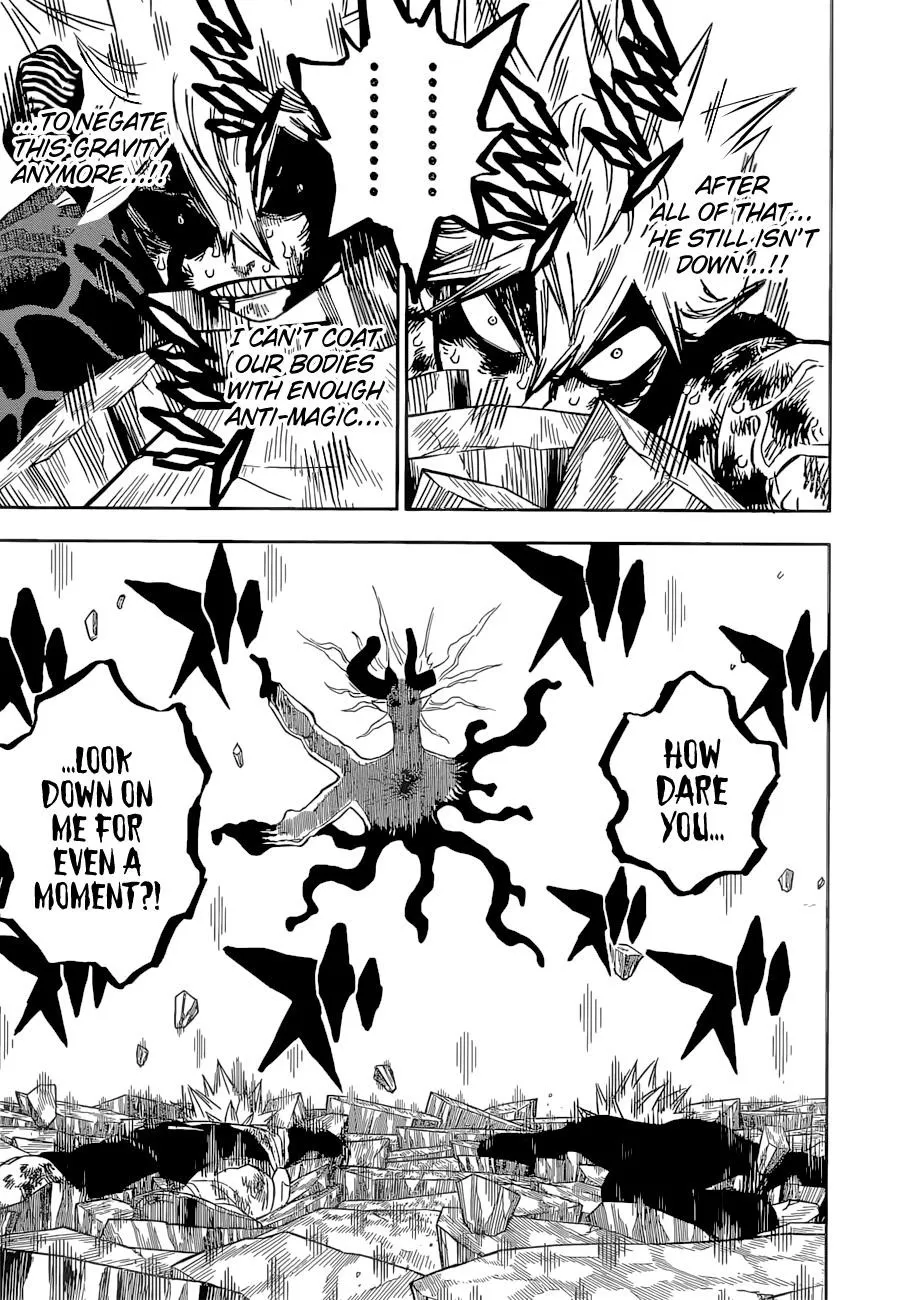 AFTER
ALL OF THAT...
HE STILL ISN'T
DOWN!...!!
I CAN'T COAT
OUR BODIES
WITH ENOUGH
ANTI-MAGIC...
...TO NEGATE
THIS GRAVITY
ANYMORE...!!
HOW
DARE
YOU...
...LOOK
DOWN ON
ME FOR
EVEN A
MOMENT?!